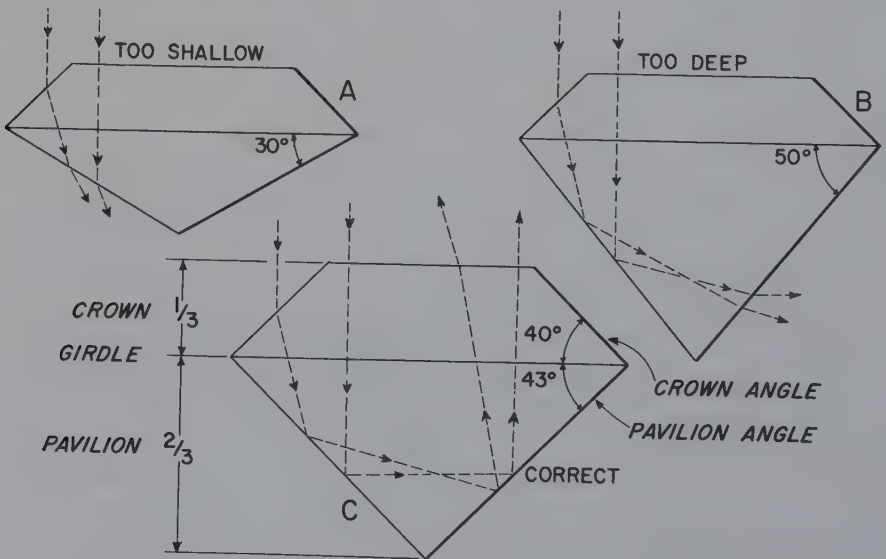 TOO SHALLOW
A
30°
TOO DEEP
B
50°
CROWN 1/3
GIRDLE
PAVILION 2/3
40°
43°
CROWN ANGLE
PAVILION ANGLE
CORRECT
C